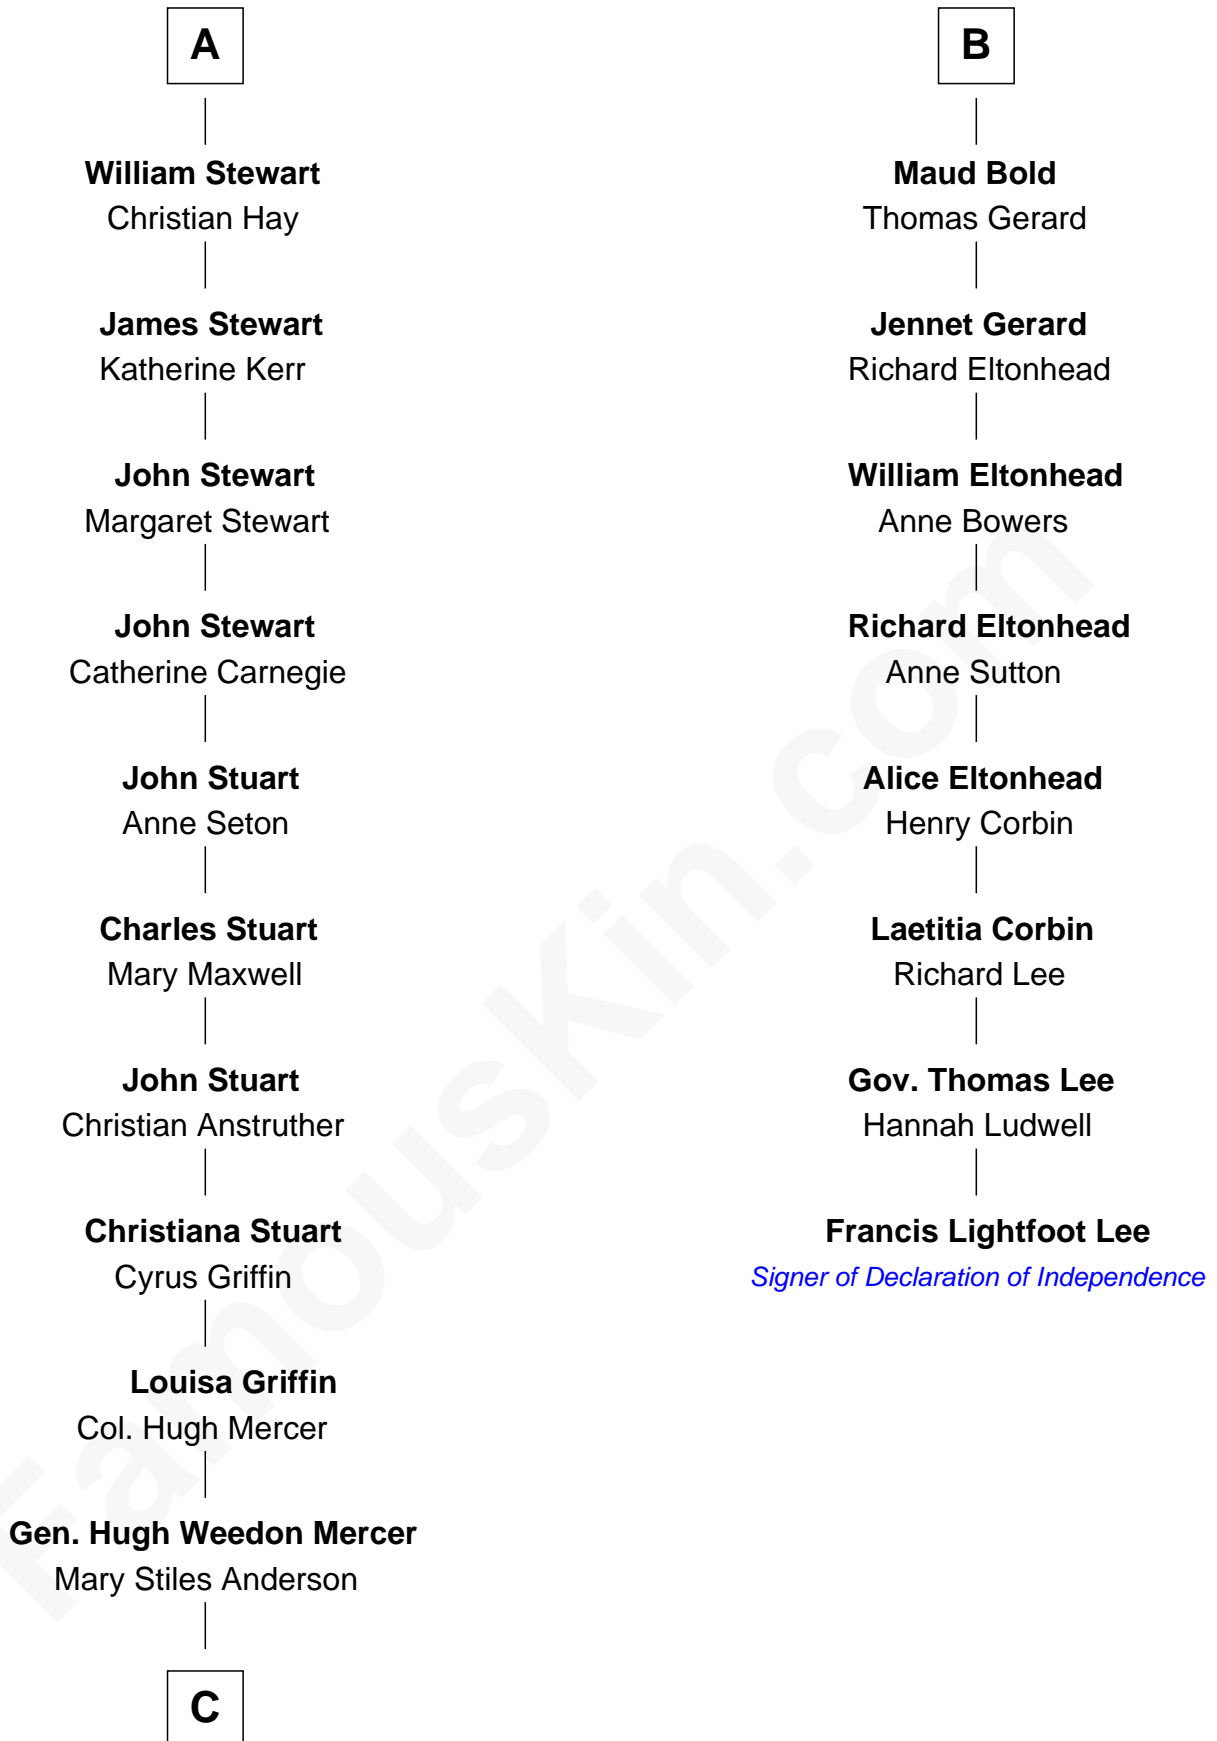 A
William Stewart
Christian Hay
James Stewart
Katherine Kerr
John Stewart
Margaret Stewart
John Stewart
Catherine Carnegie
John Stuart
Anne Seton
Charles Stuart
Mary Maxwell
John Stuart
Christian Anstruther
Christiana Stuart
Cyrus Griffin
Louisa Griffin
Col. Hugh Mercer
Gen. Hugh Weedon Mercer
Mary Stiles Anderson
C
B
Maud Bold
Thomas Gerard
Jennet Gerard
Richard Eltonhead
William Eltonhead
Anne Bowers
Richard Eltonhead
Anne Sutton
Alice Eltonhead
Henry Corbin
Laetitia Corbin
Richard Lee
Gov. Thomas Lee
Hannah Ludwell
Francis Lightfoot Lee
Signer of Declaration of Independence
FamousKin.com